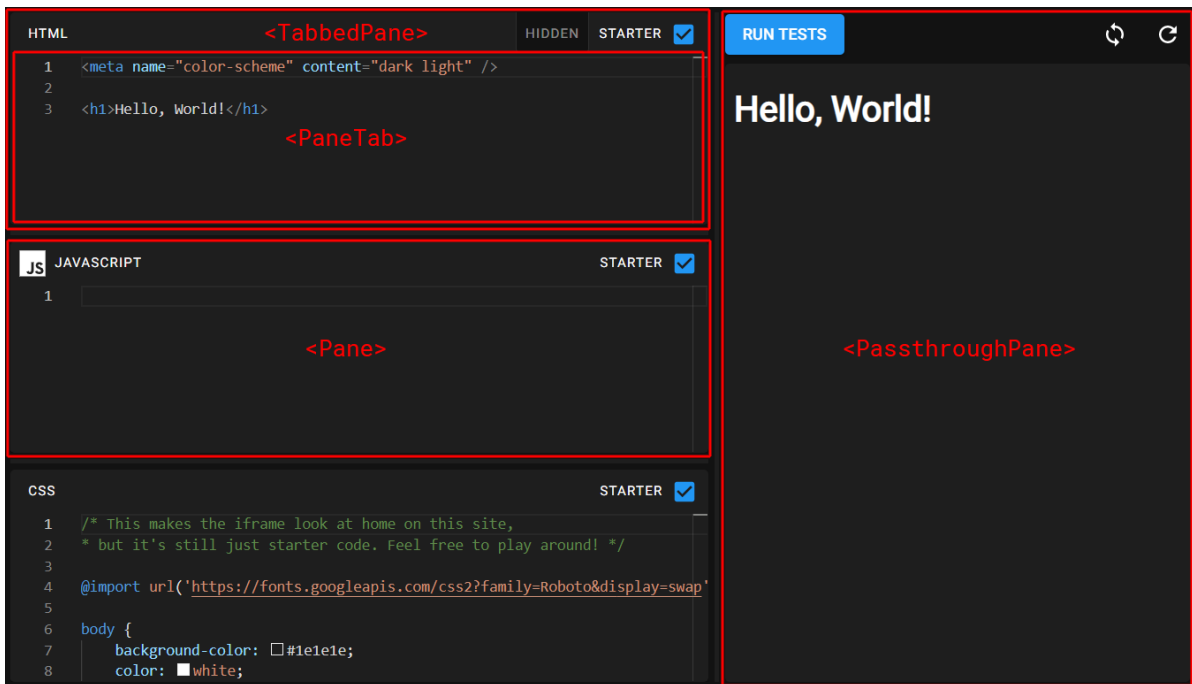 HTML <TabbedPane> HIDDEN STARTER
1 <meta name="color-scheme" content="dark light" />
2
3 <h1>Hello, World!</h1>
<PaneTab>
JS JAVASCRIPT STARTER
1
<Pane>
CSS STARTER
1 /* This makes the iframe look at home on this site,
2 * but it's still just starter code. Feel free to play around! */
3
4 @import url('https://fonts.googleapis.com/css2?family=Roboto&display=swap'
5
6 body {
7 background-color: #1e1e1e;
8 color: white;
RUN TESTS
Hello, World!
<PassthroughPane>